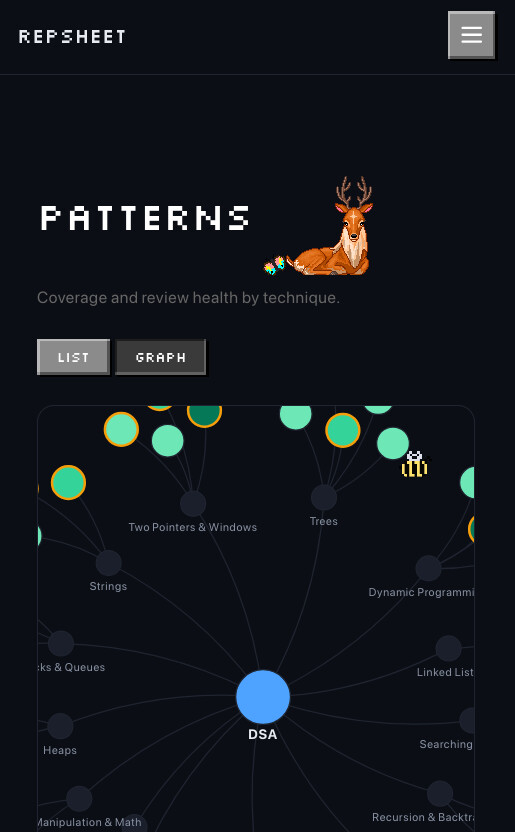 REPSHEET
PATTERNS
Coverage and review health by technique.
LIST
GRAPH
Two Pointers & Windows
Trees
Strings
Dynamic Programmi
cks & Queues
Linked List
DSA
Heaps
Searching
Manipulation & Math
Recursion & Backtra